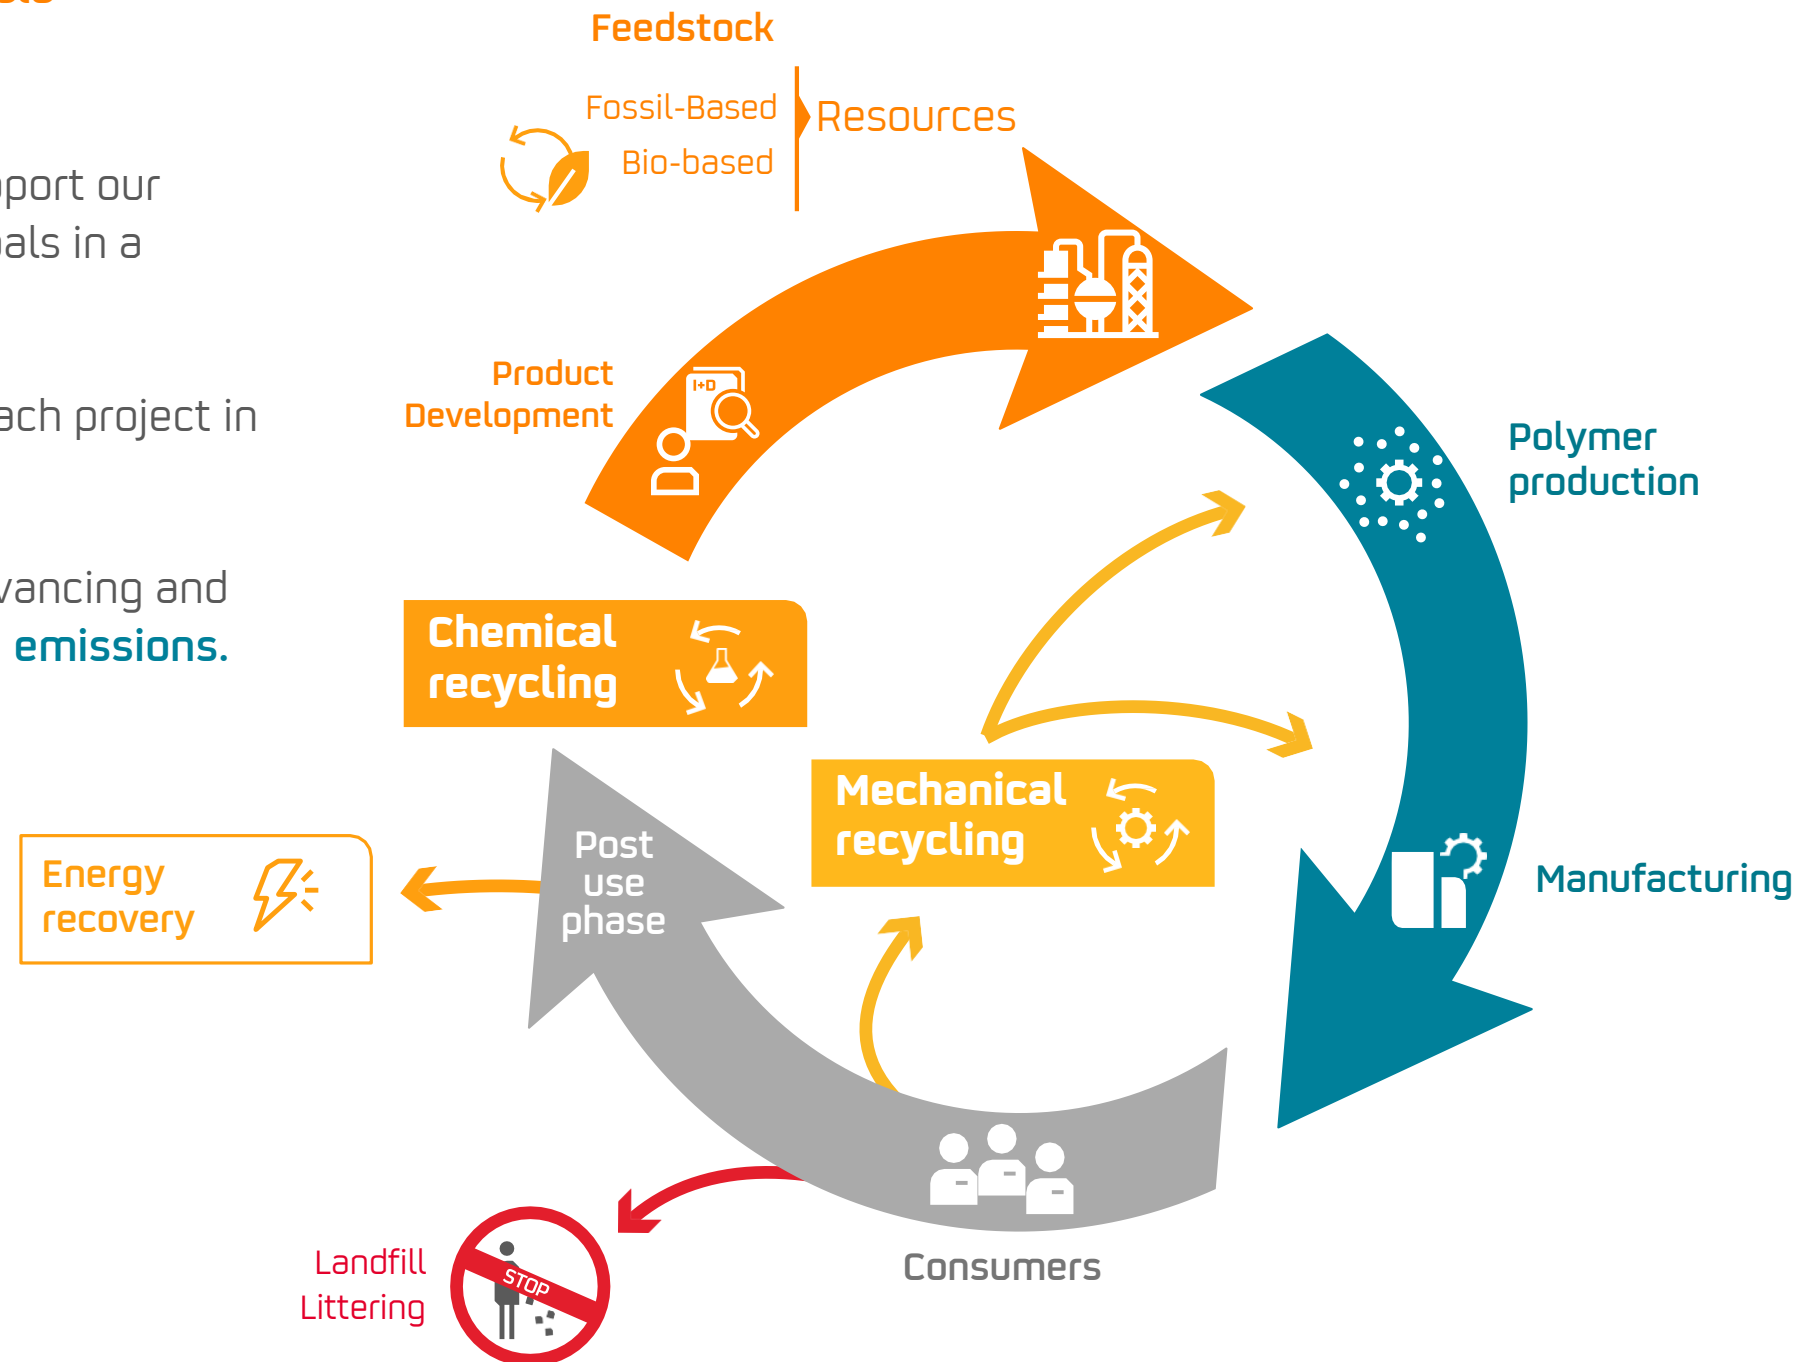 Feedstock
Fossil-Based
Bio-based
Resources
pport our
als in a
ach project in
vancing and
emissions.
Product
Development
I+D
Polymer
production
Chemical
recycling
Mechanical
recycling
Post
use
phase
Energy
recovery
Manufacturing
Landfill
Littering
STOP
Consumers